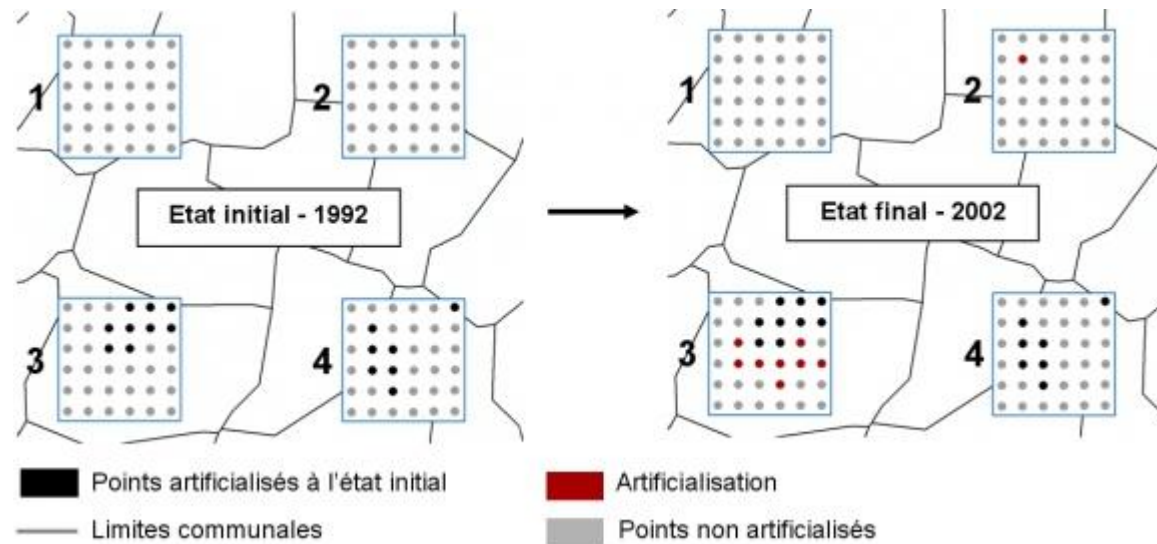 1
2
1
2
Etat initial - 1992
Etat final - 2002
3
4
3
4
Points artificialisés à l'état initial
Artificialisation
Limites communales
Points non artificialisés